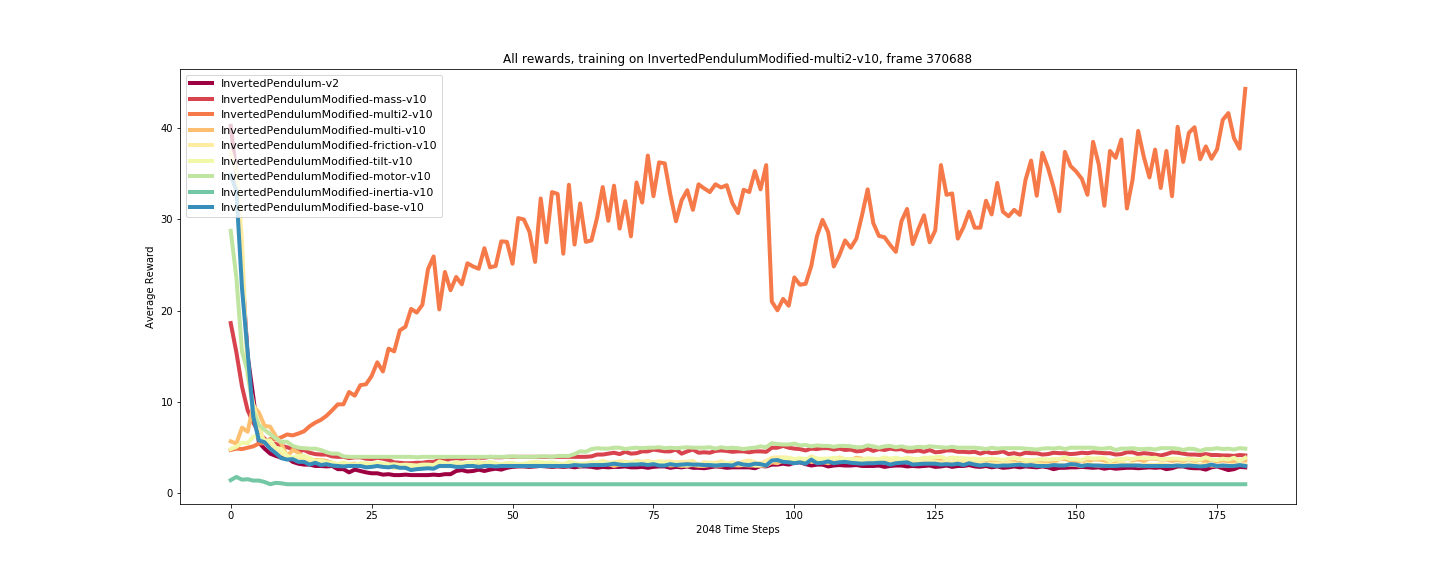 All rewards, training on InvertedPendulumModified-multi2-v10, frame 370688
InvertedPendulum-v2
InvertedPendulumModified-mass-v10
InvertedPendulumModified-multi2-v10
InvertedPendulumModified-multi-v10
InvertedPendulumModified-friction-v10
InvertedPendulumModified-tilt-v10
InvertedPendulumModified-motor-v10
InvertedPendulumModified-inertia-v10
InvertedPendulumModified-base-v10
Average Reward
40
30
20
10
0
0 25 50 75 100 125 150 175
2048 Time Steps